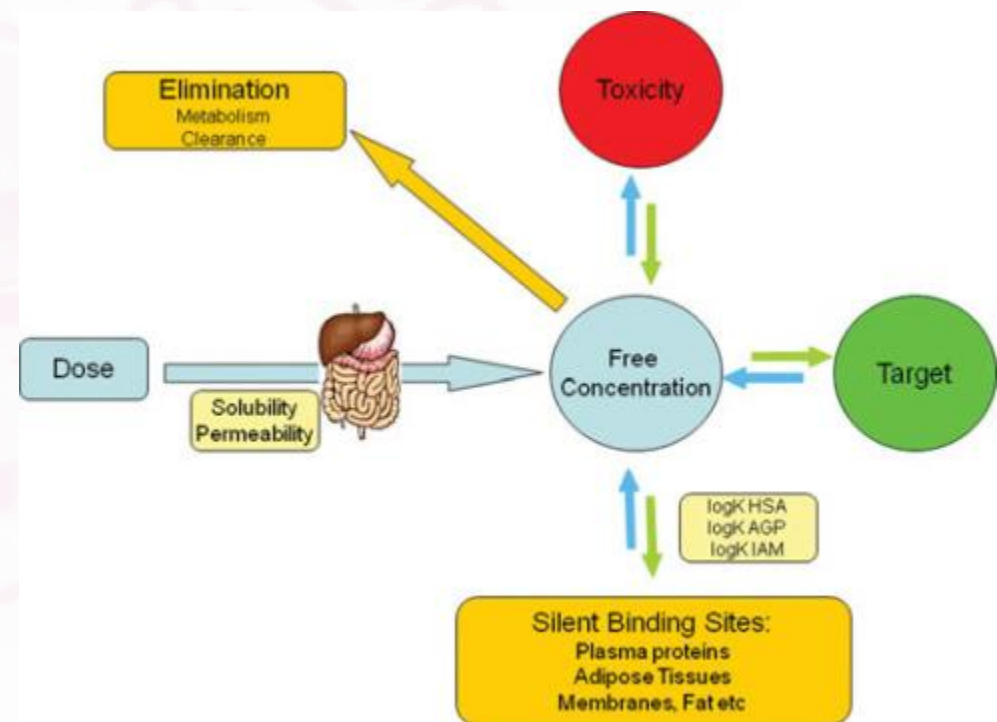 Elimination
Metabolism
Clearance
Toxicity
Dose
Solubility
Permeability
Free
Concentration
Target
logK HSA
logK AGP
logK IAM
Silent Binding Sites:
Plasma proteins
Adipose Tissues
Membranes, Fat etc